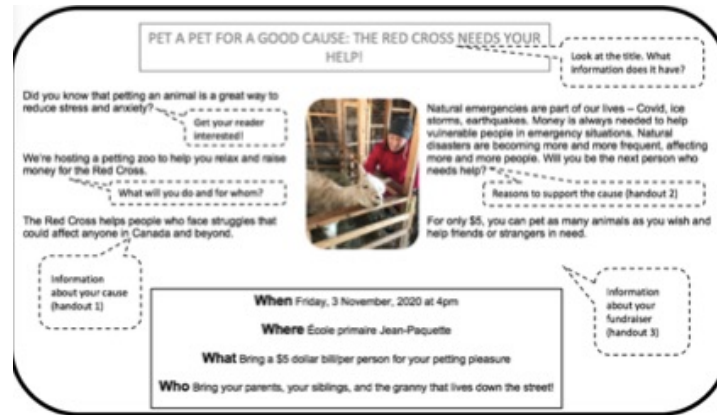 PET A PET FOR A GOOD CAUSE: THE RED CROSS NEEDS YOUR
HELP!
Look at the title. What
information does it have?
Did you know that petting an animal is a great way to
reduce stress and anxiety?
Get your reader
interested!
We're hosting a petting zoo to help you relax and raise
money for the Red Cross.
What will you do and for whom?
The Red Cross helps people who face struggles that
could affect anyone in Canada and beyond.
Information
about your cause
(handout 1)
Natural emergencies are part of our lives – Covid, ice
storms, earthquakes. Money is always needed to help
vulnerable people in emergency situations. Natural
disasters are becoming more and more frequent, affecting
more and more people. Will you be the next person who
needs help?
Reasons to support the cause (handout 2)
For only $5, you can pet as many animals as you wish and
help friends or strangers in need.
Information
about your
fundraiser
(handout 3)
When Friday, 3 November, 2020 at 4pm
Where École primaire Jean-Paquette
What Bring a $5 dollar bill/per person for your petting pleasure
Who Bring your parents, your siblings, and the granny that lives down the street!